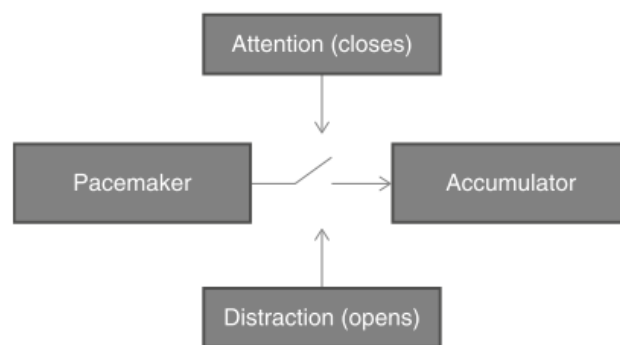 Attention (closes)
Pacemaker
Accumulator
Distraction (opens)